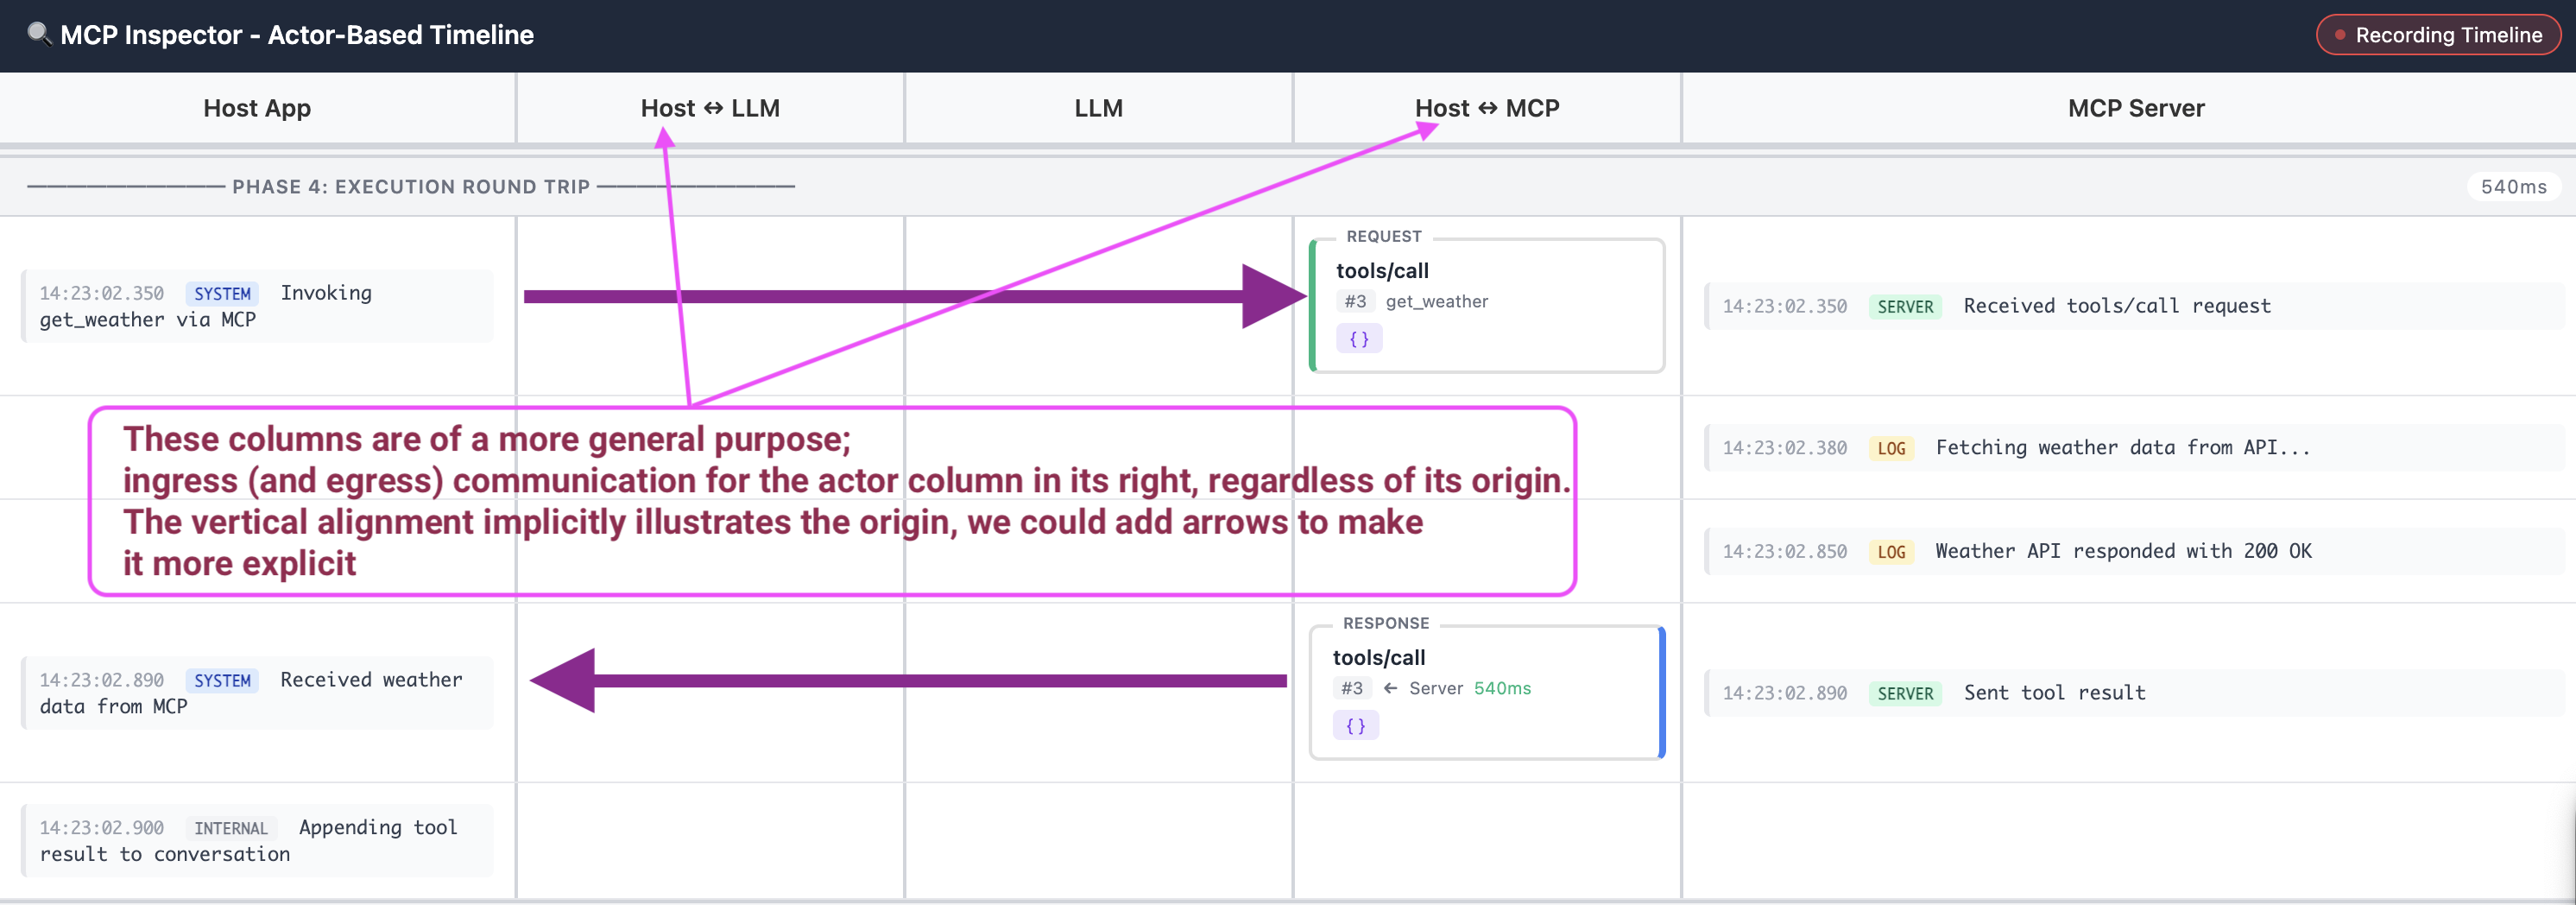 MCP Inspector - Actor-Based Timeline
Recording Timeline
Host App
Host ↔ LLM
LLM
Host ↔ MCP
MCP Server
PHASE 4: EXECUTION ROUND TRIP
540ms
14:23:02.350 SYSTEM Invoking
get_weather via MCP
REQUEST
tools/call
#3 get_weather
{}
14:23:02.350 SERVER Received tools/call request
These columns are of a more general purpose;
ingress (and egress) communication for the actor column in its right, regardless of its origin.
The vertical alignment implicitly illustrates the origin, we could add arrows to make
it more explicit
14:23:02.380 LOG Fetching weather data from API...
14:23:02.850 LOG Weather API responded with 200 OK
14:23:02.890 SYSTEM Received weather
data from MCP
RESPONSE
tools/call
#3 ← Server 540ms
{}
14:23:02.890 SERVER Sent tool result
14:23:02.900 INTERNAL Appending tool
result to conversation